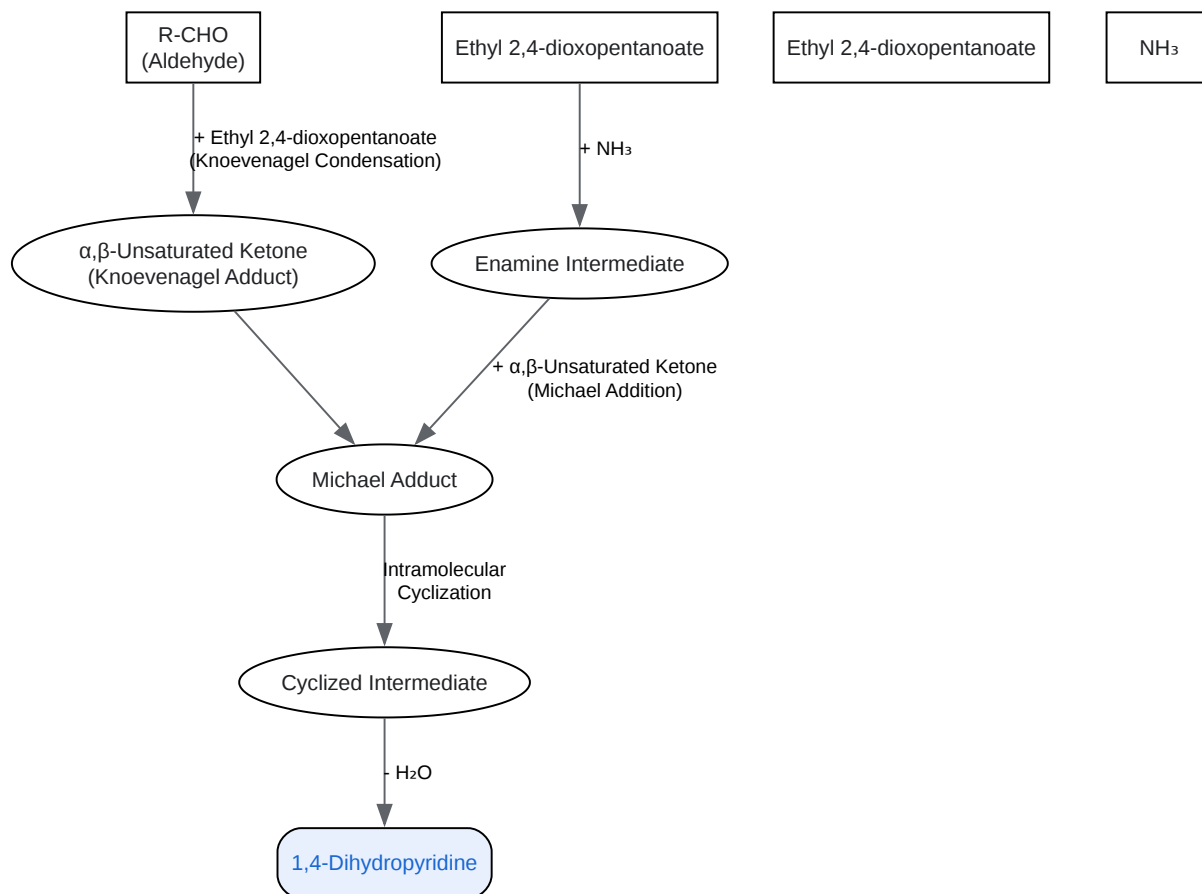 R-CHO
(Aldehyde)
Ethyl 2,4-dioxopentanoate
Ethyl 2,4-dioxopentanoate
NH₃
+ Ethyl 2,4-dioxopentanoate
(Knoevenagel Condensation)
+ NH₃
α,β-Unsaturated Ketone
(Knoevenagel Adduct)
Enamine Intermediate
+ α,β-Unsaturated Ketone
(Michael Addition)
Michael Adduct
Intramolecular
Cyclization
Cyclized Intermediate
- H₂O
1,4-Dihydropyridine